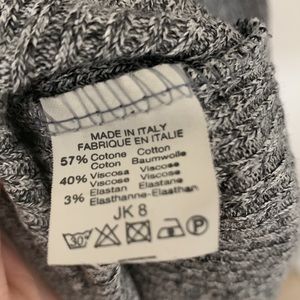 MADE IN ITALY
FABRIQUE EN ITALIE
57% Cotone Cotton
Coton Baumwolle
40% Viscosa Viscose
Viscose Viscose
3% Elastan Elastane
Elasthanne-Elasthan
JK 8
30° P